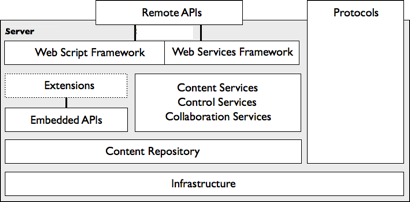 Remote APIs
Protocols
Server
Web Script Framework
Web Services Framework
Extensions
Embedded APIs
Content Services
Control Services
Collaboration Services
Content Repository
Infrastructure